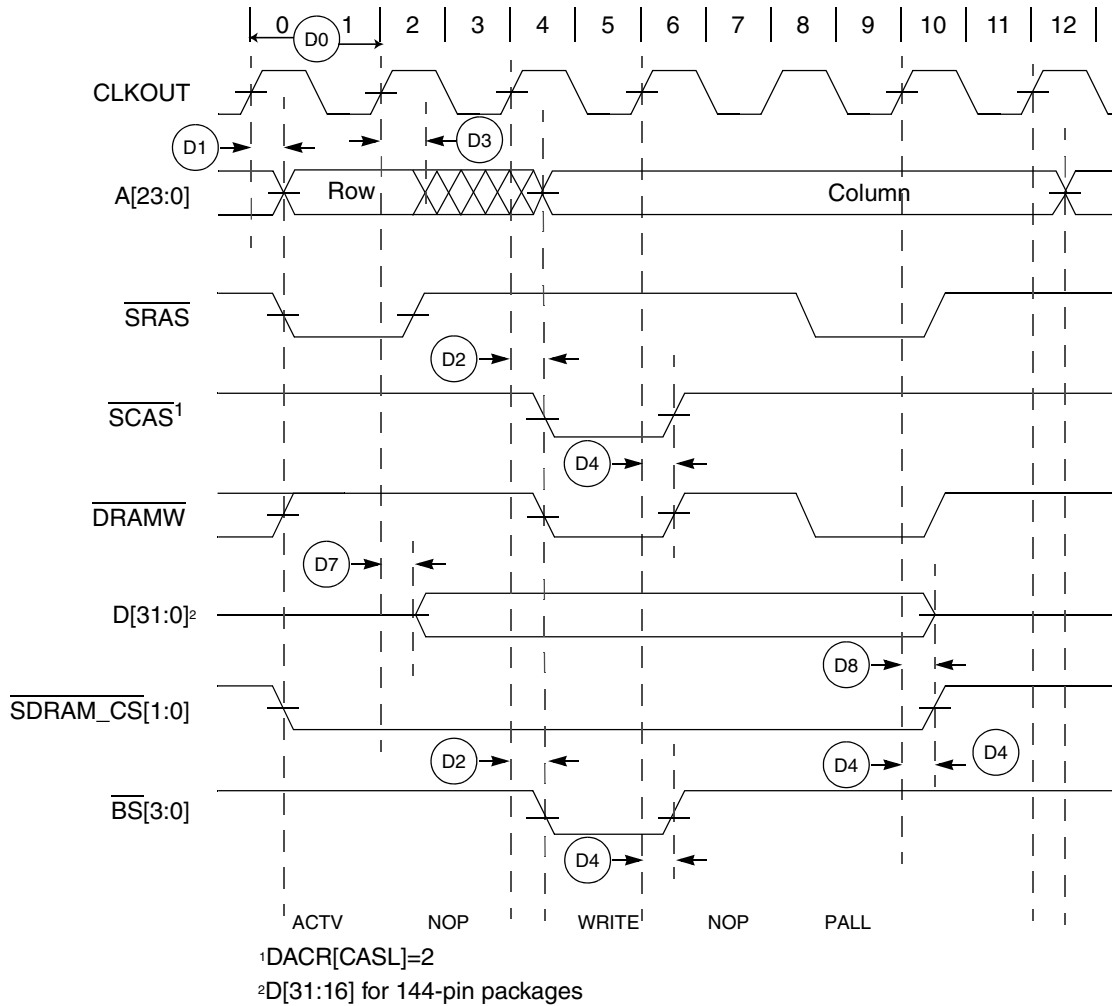 0 1 2 3 4 5 6 7 8 9 10 11 12
D0
CLKOUT
D1
D3
A[23:0]
Row
Column
SRAS
D2
SCAS¹
D4
DRAMW
D7
D[31:0]²
D8
SDRAM_CS[1:0]
D2
D4
D4
BS[3:0]
D4
ACTV NOP WRITE NOP PALL
¹DACR[CASL]=2
²D[31:16] for 144-pin packages